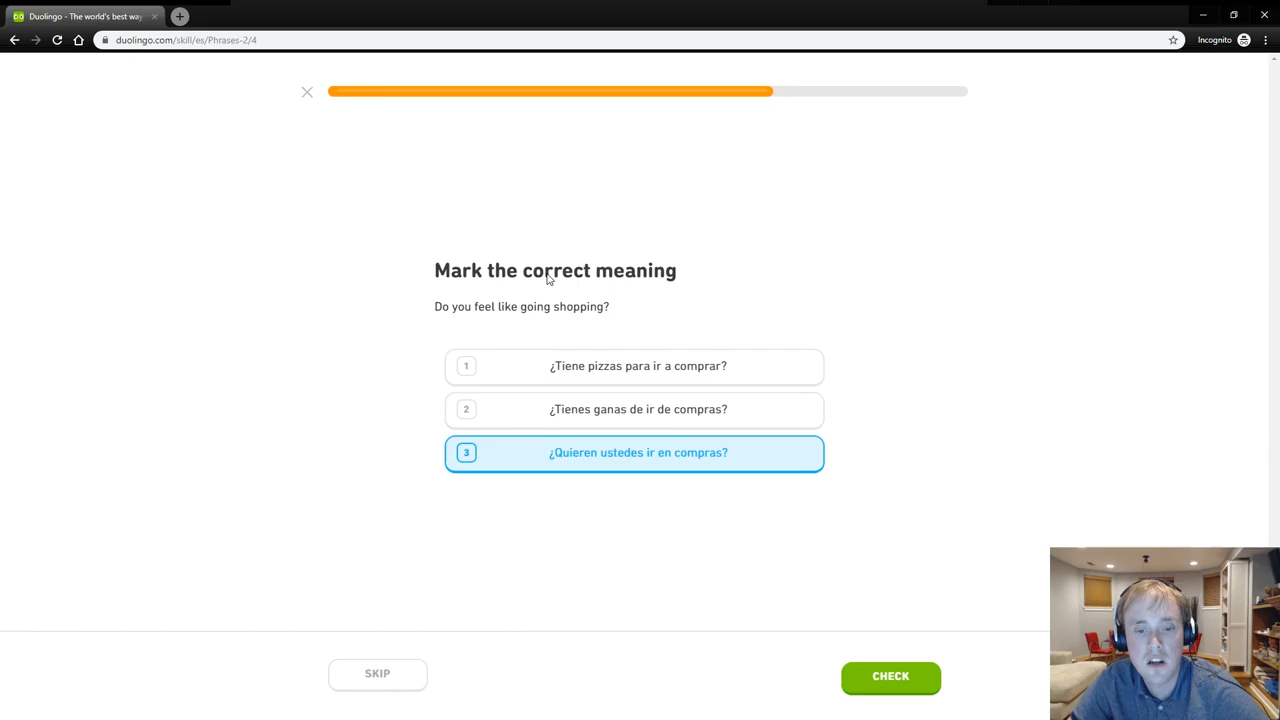 Duolingo - The world's best way
duolingo.com/skill/es/Phrases-2/4
Incognito
Mark the correct meaning
Do you feel like going shopping?
1 ¿Tiene pizzas para ir a comprar?
2 ¿Tienes ganas de ir de compras?
3 ¿Quieren ustedes ir en compras?
SKIP
CHECK